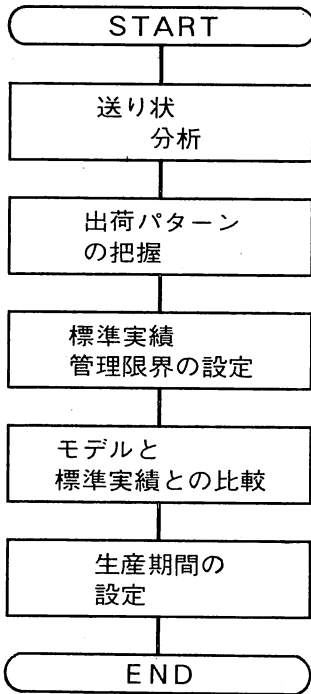 START
送り状
分析
出荷パターン
の把握
標準実績
管理限界の設定
モデルと
標準実績との比較
生産期間の
設定
END